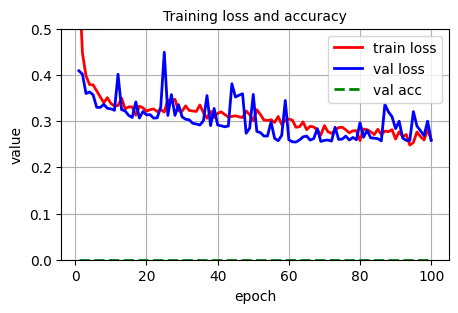 Training loss and accuracy
0.5
0.4
0.3
0.2
0.1
0.0
value
train loss
val loss
val acc
0
20
40
60
80
100
epoch